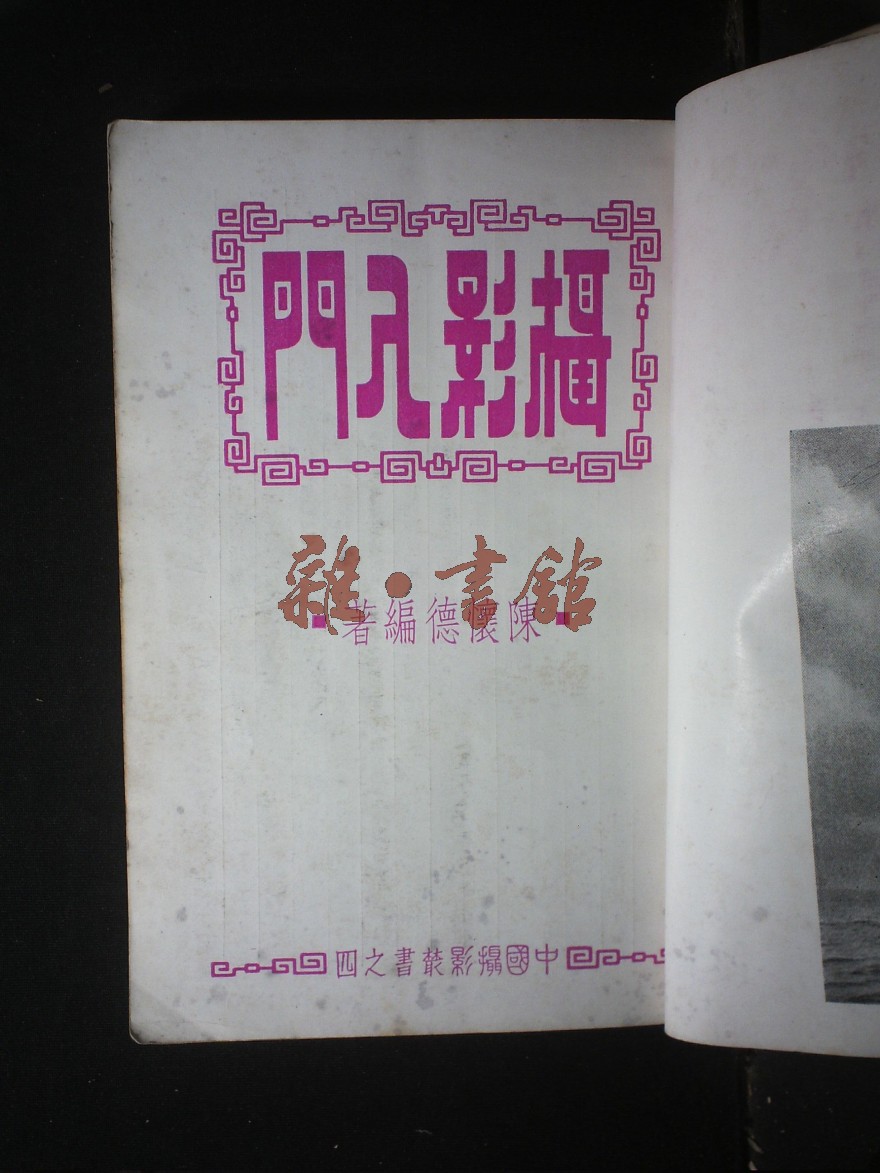 攝影入門
雜·書館
陳懷德編著
中國攝影叢書之四